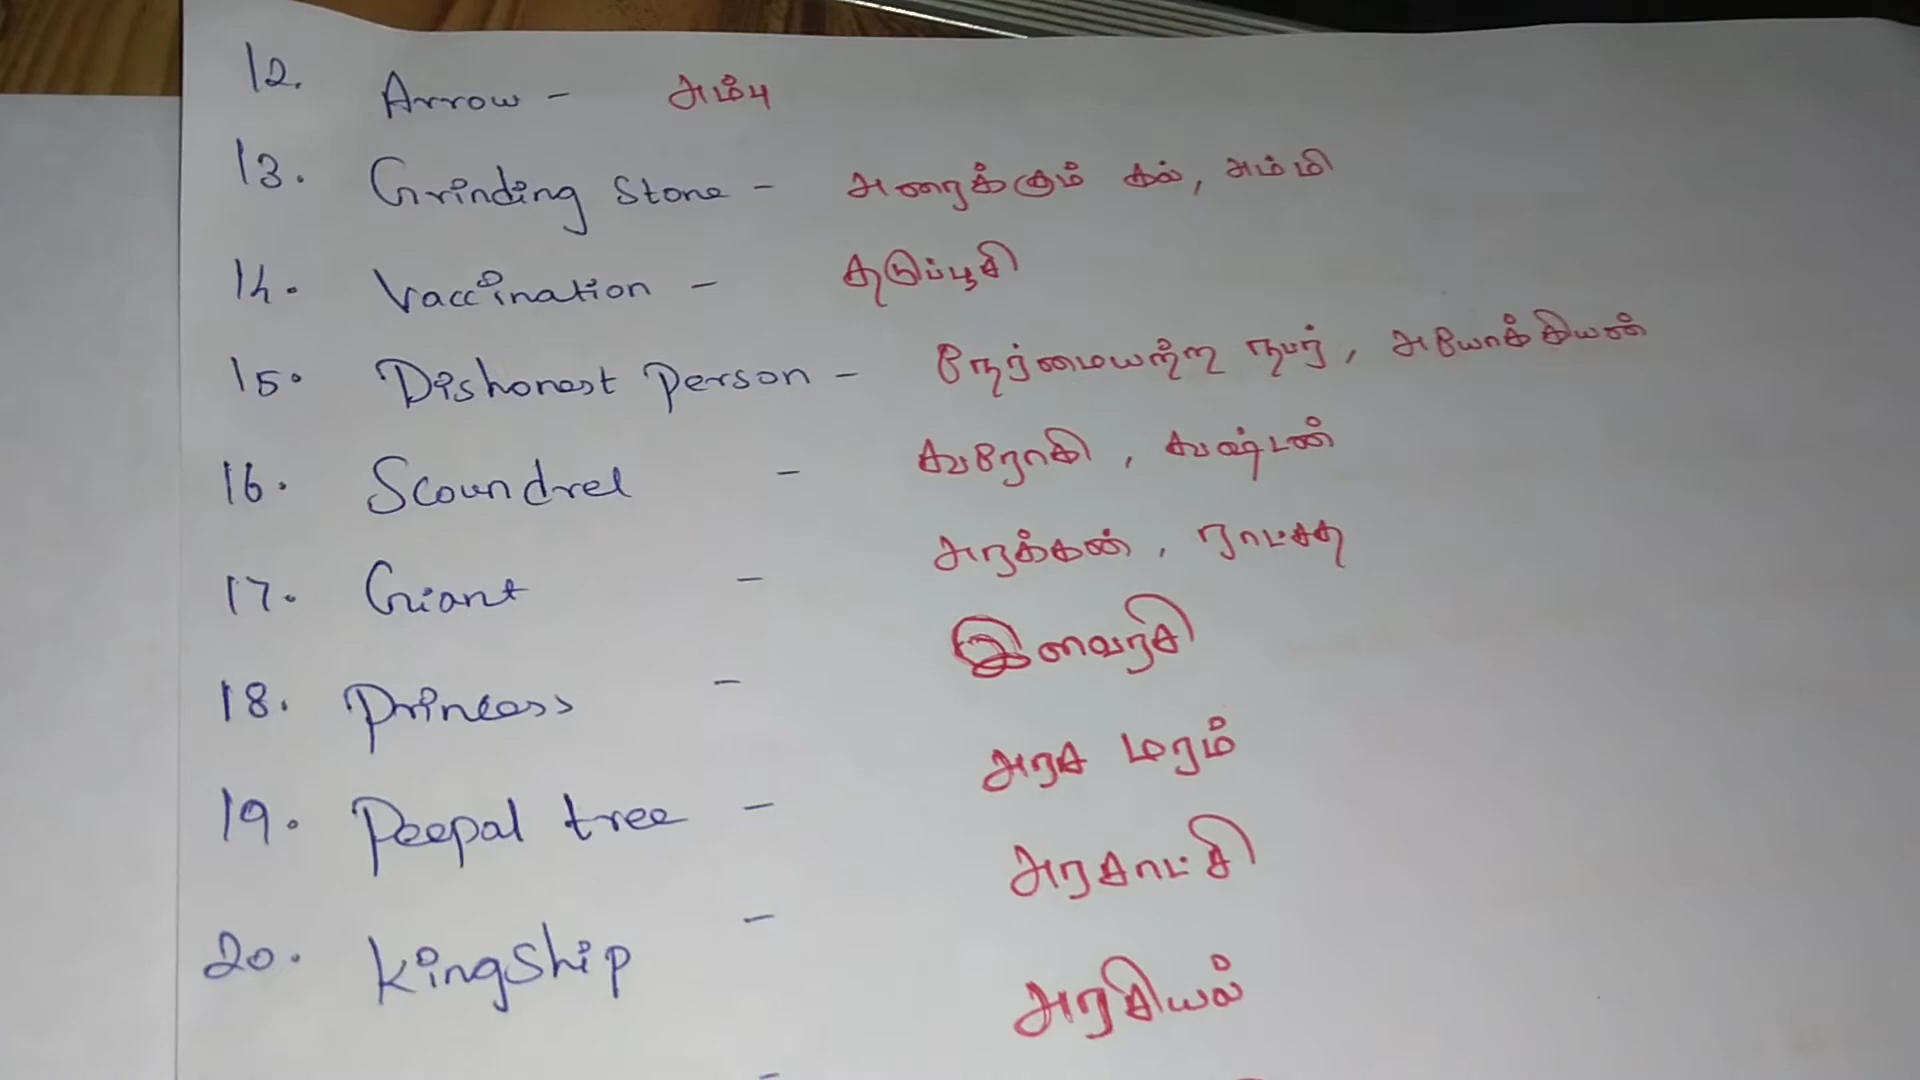 12. Arrow - அம்பு
13. Grinding Stone - அரைக்கும் கல், அம்மி
14. Vaccination - தடுப்பூசி
15. Dishonest person - நேர்மையற்ற நபர், அயோக்கியன்
16. Scoundrel - துரோகி, துஷ்டன்
17. Giant - அரக்கன், ராட்சத
18. Princess - இளவரசி
19. Peepal tree - அரச மரம்
20. Kingship - அரசாட்சி
அரசியல்